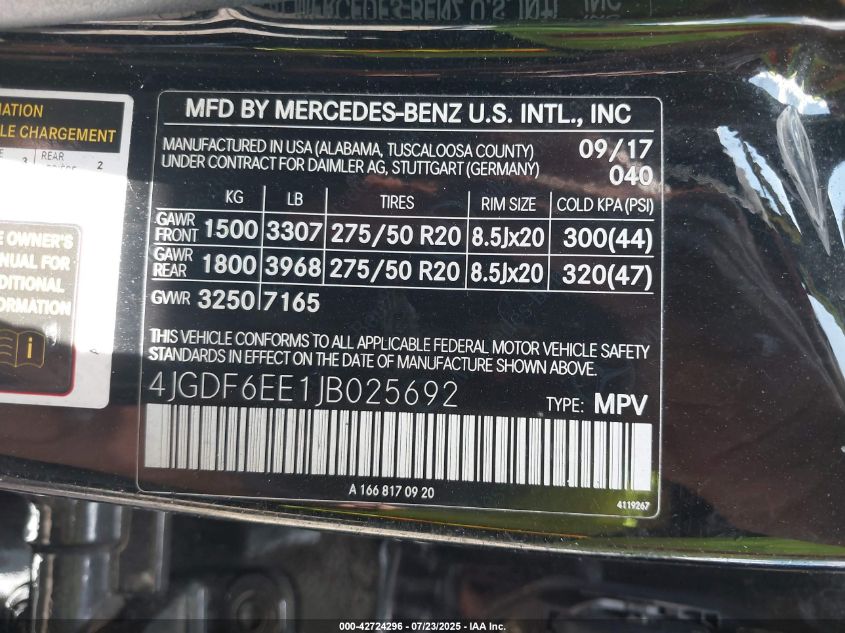 MFD BY MERCEDES-BENZ U.S. INTL., INC
MANUFACTURED IN USA (ALABAMA, TUSCALOOSA COUNTY) 09/17
UNDER CONTRACT FOR DAIMLER AG, STUTTGART (GERMANY) 040
KG LB TIRES RIM SIZE COLD KPA (PSI)
GAWR FRONT 1500 3307 275/50 R20 8.5Jx20 300(44)
GAWR REAR 1800 3968 275/50 R20 8.5Jx20 320(47)
GVWR 3250 7165
THIS VEHICLE CONFORMS TO ALL APPLICABLE FEDERAL MOTOR VEHICLE SAFETY
STANDARDS IN EFFECT ON THE DATE OF MANUFACTURE SHOWN ABOVE.
4JGDF6EE1JB025692 TYPE: MPV
A 166 817 09 20
4119267
CHARGEMENT
3 REAR 2
OWNER'S
FOR
i
000-42724296 - 07/23/2025 - IAA Inc.